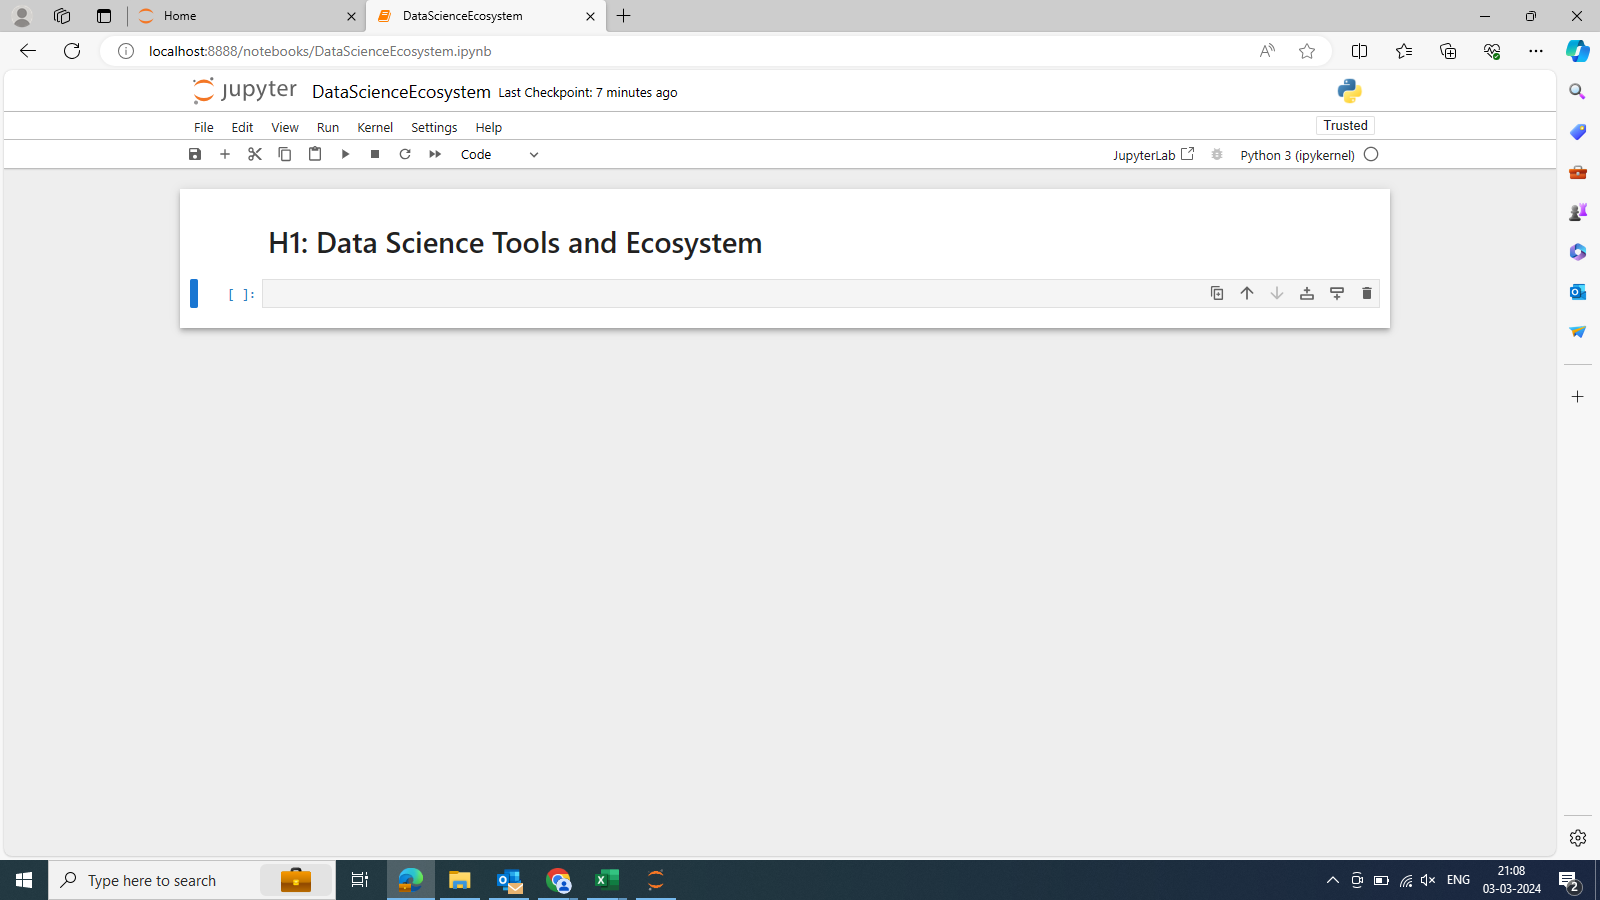 Home
DataScienceEcosystem
localhost:8888/notebooks/DataScienceEcosystem.ipynb
jupyter DataScienceEcosystem Last Checkpoint: 7 minutes ago
File Edit View Run Kernel Settings Help
Trusted
Code
JupyterLab
Python 3 (ipykernel)
H1: Data Science Tools and Ecosystem
[ ]:
Type here to search
ENG
21:08
03-03-2024
2